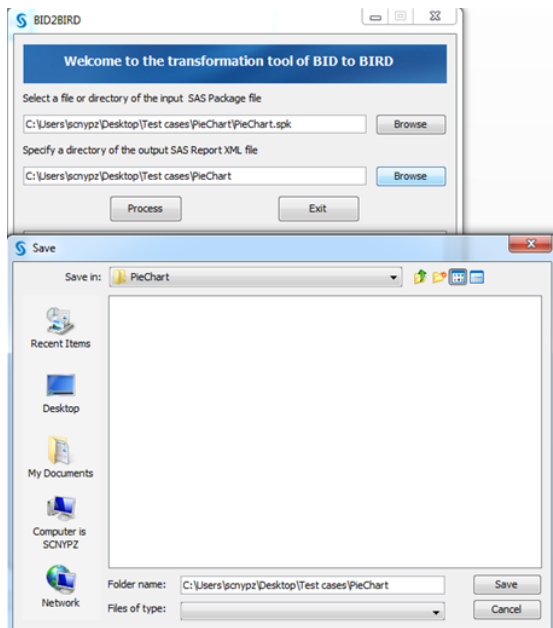 BID2BIRD
Welcome to the transformation tool of BID to BIRD
Select a file or directory of the input SAS Package file
C:\Users\scnypz\Desktop\Test cases\PieChart\PieChart.spk
Browse
Specify a directory of the output SAS Report XML file
C:\Users\scnypz\Desktop\Test cases\PieChart
Browse
Process
Exit
Save
Save in:
PieChart
Recent Items
Desktop
My Documents
Computer is
SCNYPZ
Network
Folder name:
C:\Users\scnypz\Desktop\Test cases\PieChart
Save
Files of type:
Cancel